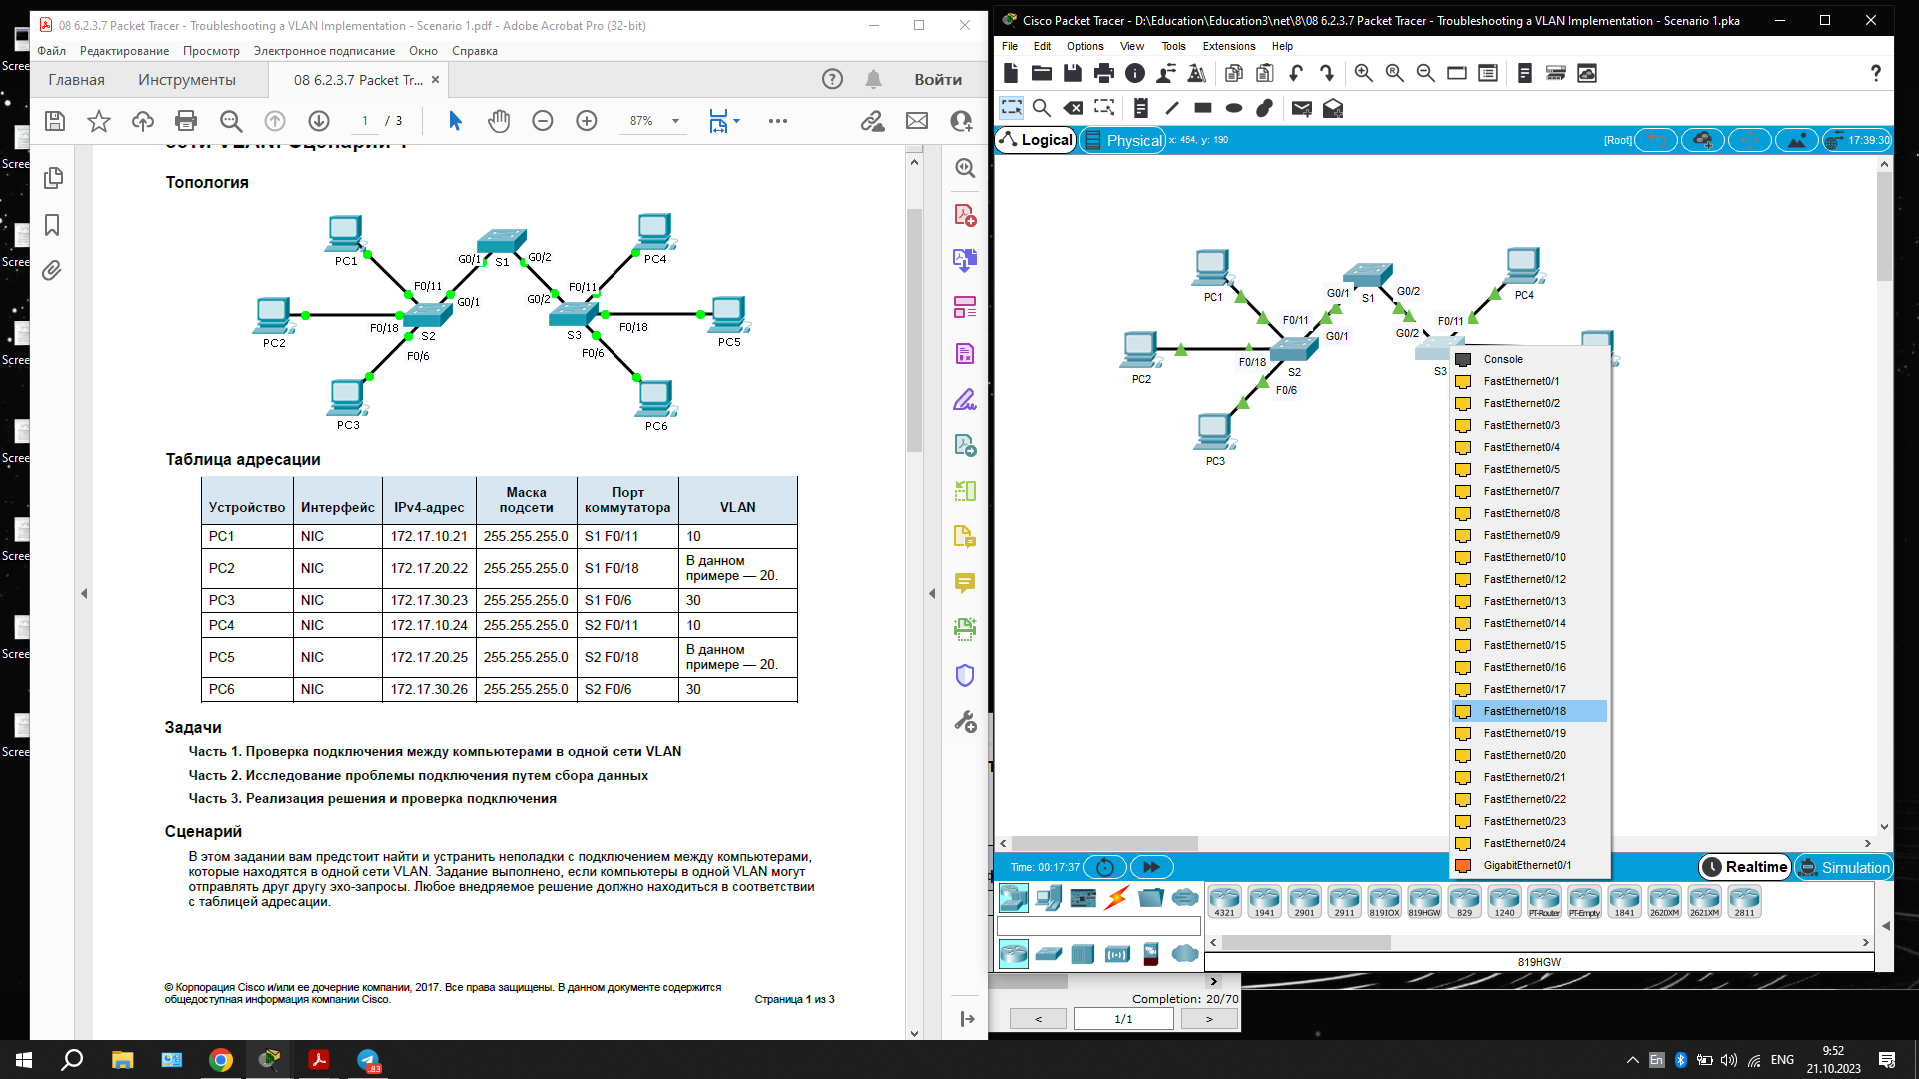 08 6.2.3.7 Packet Tracer - Troubleshooting a VLAN Implementation - Scenario 1.pdf - Adobe Acrobat Pro (32-bit)
Файл Редактирование Просмотр Электронное подписание Окно Справка
Главная Инструменты 08 6.2.3.7 Packet Tr... × Войти
1 / 3 87%
сети VLAN. Сценарий 1
Топология
PC1
PC2
PC3
PC4
PC5
PC6
S1
S2
S3
G0/1
G0/2
F0/11
G0/1
G0/2
F0/11
F0/18
F0/18
F0/6
F0/6
Таблица адресации
Устройство Интерфейс IPv4-адрес Маска подсети Порт коммутатора VLAN
PC1 NIC 172.17.10.21 255.255.255.0 S1 F0/11 10
PC2 NIC 172.17.20.22 255.255.255.0 S1 F0/18 В данном примере — 20.
PC3 NIC 172.17.30.23 255.255.255.0 S1 F0/6 30
PC4 NIC 172.17.10.24 255.255.255.0 S2 F0/11 10
PC5 NIC 172.17.20.25 255.255.255.0 S2 F0/18 В данном примере — 20.
PC6 NIC 172.17.30.26 255.255.255.0 S2 F0/6 30
Задачи
Часть 1. Проверка подключения между компьютерами в одной сети VLAN
Часть 2. Исследование проблемы подключения путем сбора данных
Часть 3. Реализация решения и проверка подключения
Сценарий
В этом задании вам предстоит найти и устранить неполадки с подключением между компьютерами,
которые находятся в одной сети VLAN. Задание выполнено, если компьютеры в одной VLAN могут
отправлять друг другу эхо-запросы. Любое внедряемое решение должно находиться в соответствии
с таблицей адресации.
© Корпорация Cisco и/или ее дочерние компании, 2017. Все права защищены. В данном документе содержится
общедоступная информация компании Cisco. Страница 1 из 3
Cisco Packet Tracer - D:\Education\Education3\net\8\08 6.2.3.7 Packet Tracer - Troubleshooting a VLAN Implementation - Scenario 1.pka
File Edit Options View Tools Extensions Help
Logical Physical x: 454, y: 190 [Root] 17:39:30
PC1
PC2
PC3
PC4
S1
S2
S3
G0/1
G0/2
F0/11
G0/1
G0/2
F0/11
F0/18
F0/6
Console
FastEthernet0/1
FastEthernet0/2
FastEthernet0/3
FastEthernet0/4
FastEthernet0/5
FastEthernet0/7
FastEthernet0/8
FastEthernet0/9
FastEthernet0/10
FastEthernet0/12
FastEthernet0/13
FastEthernet0/14
FastEthernet0/15
FastEthernet0/16
FastEthernet0/17
FastEthernet0/18
FastEthernet0/19
FastEthernet0/20
FastEthernet0/21
FastEthernet0/22
FastEthernet0/23
FastEthernet0/24
GigabitEthernet0/1
Time: 00:17:37 Realtime Simulation
4321 1941 2901 2911 819IOX 819HGW 829 1240 PT-Router PT-Empty 1841 2620XM 2621XM 2811
819HGW
Completion: 20/70
< 1/1 >
Scree
Scree
Scree
Scree
Scree
Scree
Scree
Scree
83
En ENG 9:52
21.10.2023